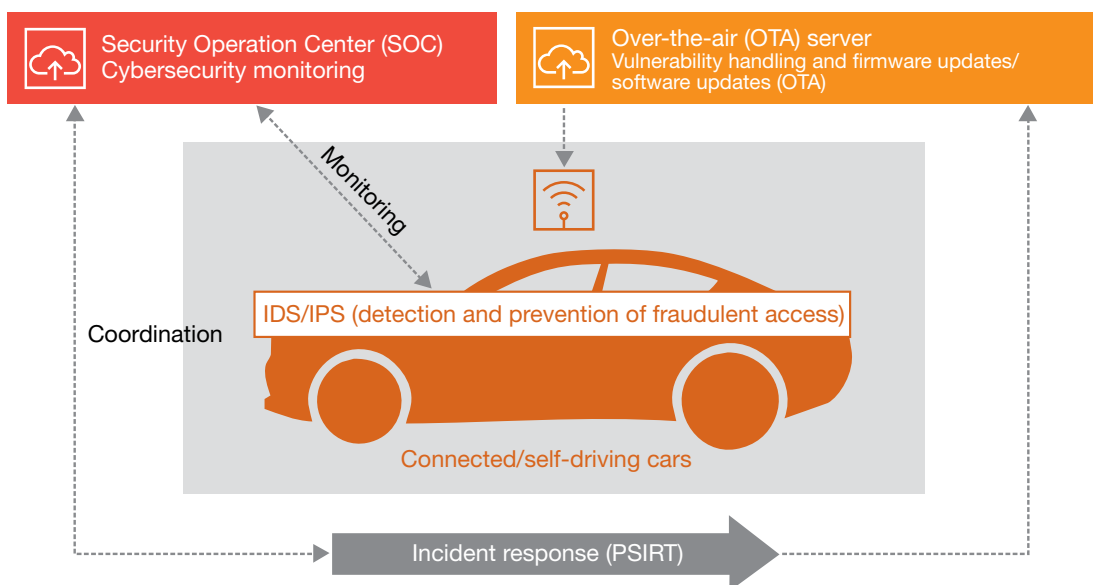 Security Operation Center (SOC)
Cybersecurity monitoring
Over-the-air (OTA) server
Vulnerability handling and firmware updates/
software updates (OTA)
Monitoring
IDS/IPS (detection and prevention of fraudulent access)
Coordination
Connected/self-driving cars
Incident response (PSIRT)